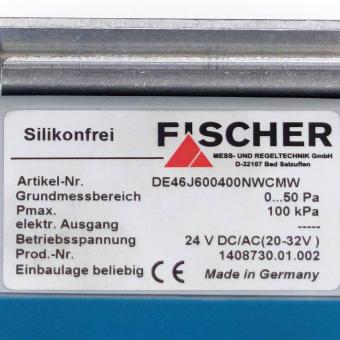 Silikonfrei
FISCHER
MESS- UND REGELTECHNIK GmbH
D-32107 Bad Salzuflen
Artikel-Nr. DE46J600400NWCMW
Grundmessbereich 0...50 Pa
Pmax. 100 kPa
elektr. Ausgang -----
Betriebsspannung 24 V DC/AC(20-32V )
Prod.-Nr. 1408730.01.002
Einbaulage beliebig CE Made in Germany